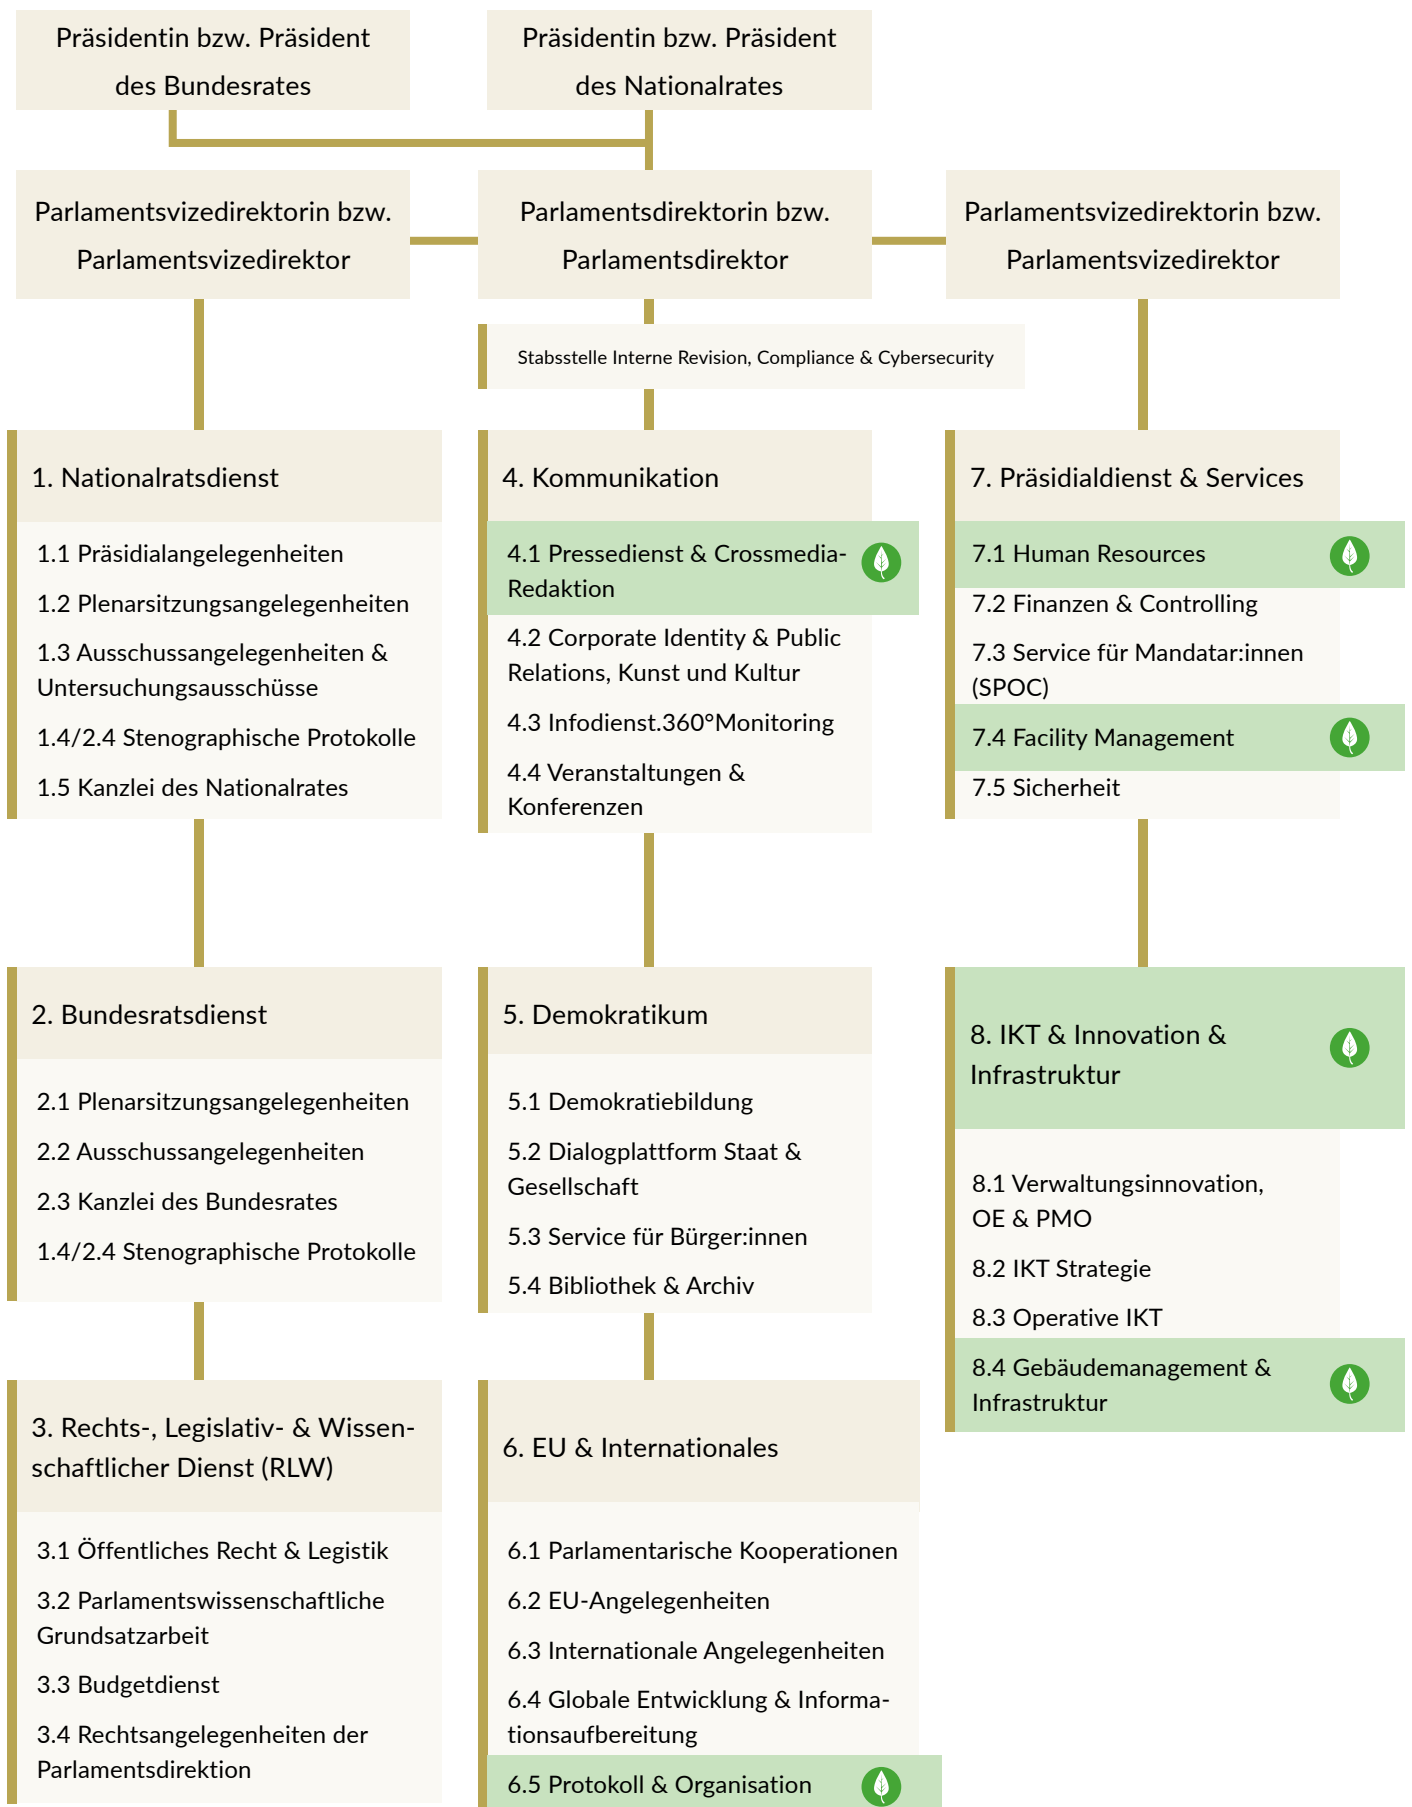 Präsidentin bzw. Präsident
des Bundesrates
Präsidentin bzw. Präsident
des Nationalrates
Parlamentsvizedirektorin bzw.
Parlamentsvizedirektor
Parlamentsdirektorin bzw.
Parlamentsdirektor
Parlamentsvizedirektorin bzw.
Parlamentsvizedirektor
Stabsstelle Interne Revision, Compliance & Cybersecurity
1. Nationalratsdienst
1.1 Präsidialangelegenheiten
1.2 Plenarsitzungsangelegenheiten
1.3 Ausschussangelegenheiten &
Untersuchungsausschüsse
1.4/2.4 Stenographische Protokolle
1.5 Kanzlei des Nationalrates
2. Bundesratsdienst
2.1 Plenarsitzungsangelegenheiten
2.2 Ausschussangelegenheiten
2.3 Kanzlei des Bundesrates
1.4/2.4 Stenographische Protokolle
3. Rechts-, Legislativ- & Wissen-
schaftlicher Dienst (RLW)
3.1 Öffentliches Recht & Legistik
3.2 Parlamentswissenschaftliche
Grundsatzarbeit
3.3 Budgetdienst
3.4 Rechtsangelegenheiten der
Parlamentsdirektion
4. Kommunikation
4.1 Pressedienst & Crossmedia-
Redaktion
4.2 Corporate Identity & Public
Relations, Kunst und Kultur
4.3 Infodienst.360°Monitoring
4.4 Veranstaltungen &
Konferenzen
5. Demokratikum
5.1 Demokratiebildung
5.2 Dialogplattform Staat &
Gesellschaft
5.3 Service für Bürger:innen
5.4 Bibliothek & Archiv
6. EU & Internationales
6.1 Parlamentarische Kooperationen
6.2 EU-Angelegenheiten
6.3 Internationale Angelegenheiten
6.4 Globale Entwicklung & Informa-
tionsaufbereitung
6.5 Protokoll & Organisation
7. Präsidialdienst & Services
7.1 Human Resources
7.2 Finanzen & Controlling
7.3 Service für Mandatar:innen
(SPOC)
7.4 Facility Management
7.5 Sicherheit
8. IKT & Innovation &
Infrastruktur
8.1 Verwaltungsinnovation,
OE & PMO
8.2 IKT Strategie
8.3 Operative IKT
8.4 Gebäudemanagement &
Infrastruktur